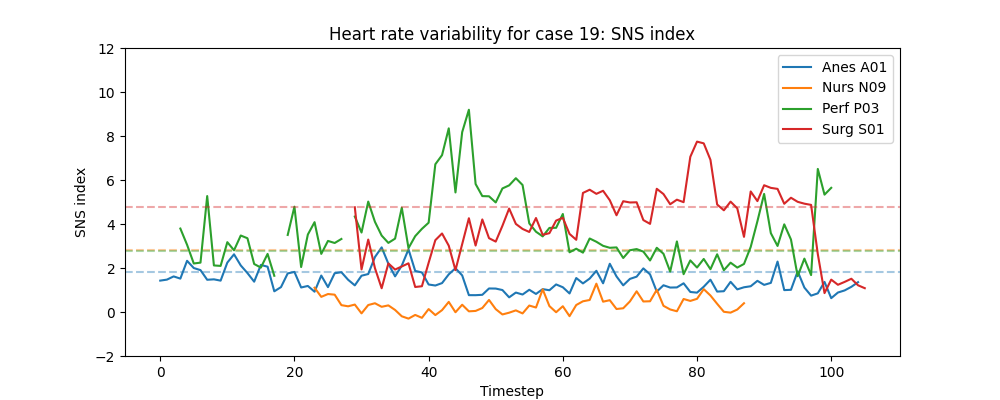 Heart rate variability for case 19: SNS index
12
10
8
6
4
2
0
−2
SNS index
0 20 40 60 80 100
Timestep
Anes A01
Nurs N09
Perf P03
Surg S01